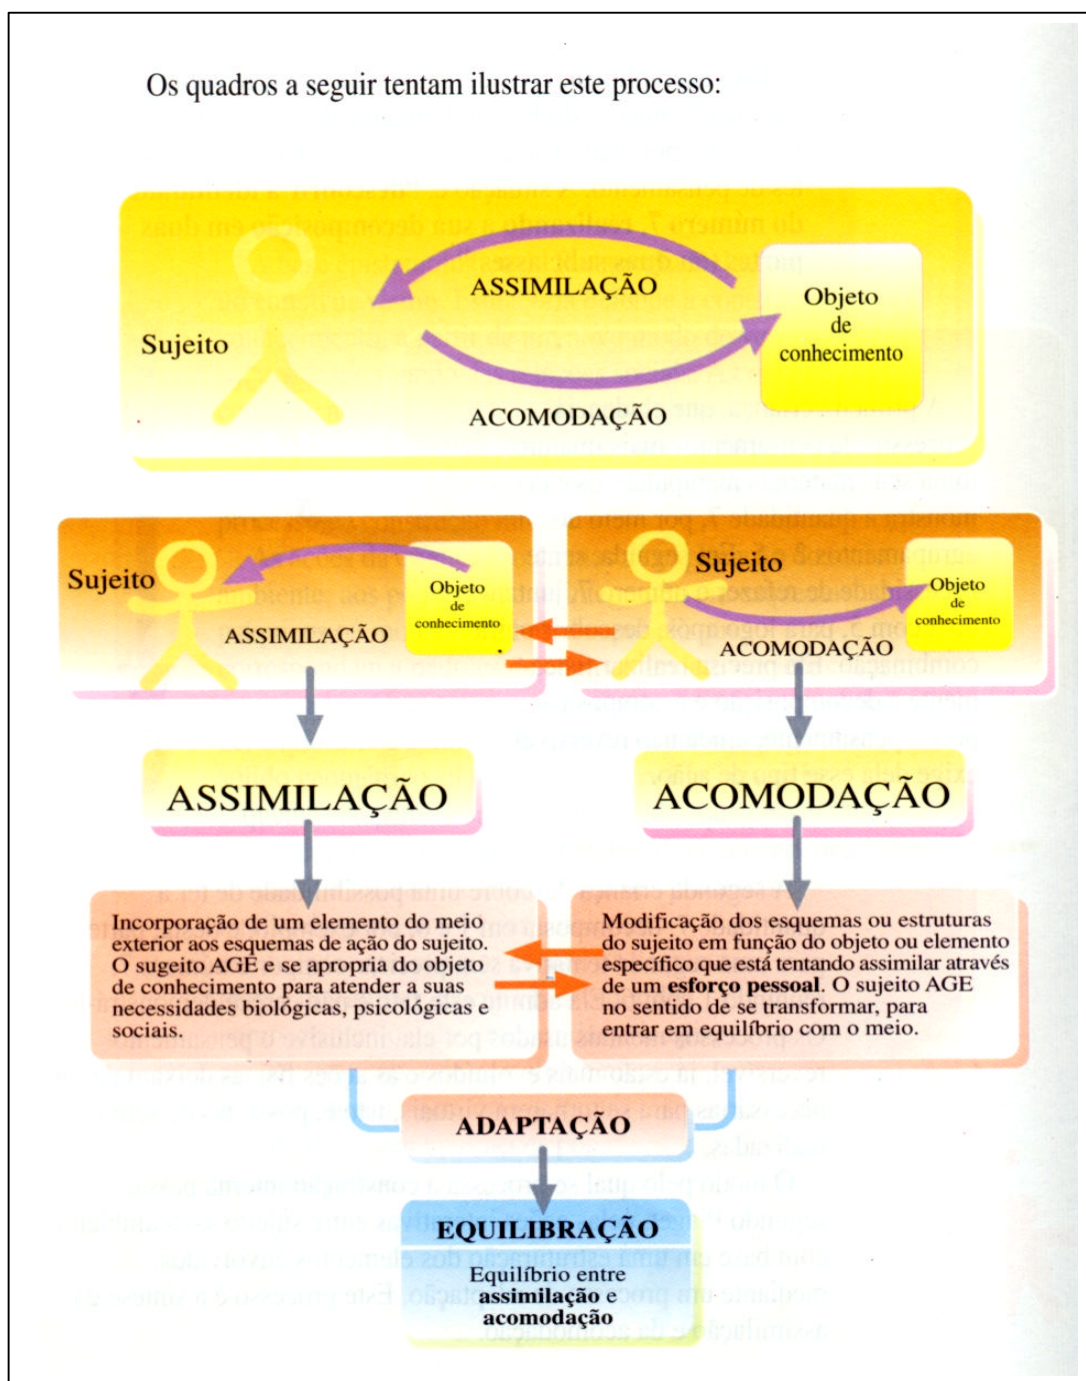 Os quadros a seguir tentam ilustrar este processo:
ASSIMILAÇÃO
Sujeito
Objeto
de
conhecimento
ACOMODAÇÃO
Sujeito
Objeto
de
conhecimento
ASSIMILAÇÃO
Sujeito
Objeto
de
conhecimento
ACOMODAÇÃO
ASSIMILAÇÃO
ACOMODAÇÃO
Incorporação de um elemento do meio
exterior aos esquemas de ação do sujeito.
O sugeito AGE e se apropria do objeto
de conhecimento para atender a suas
necessidades biológicas, psicológicas e
sociais.
Modificação dos esquemas ou estruturas
do sujeito em função do objeto ou elemento
específico que está tentando assimilar através
de um esforço pessoal. O sujeito AGE
no sentido de se transformar, para
entrar em equilíbrio com o meio.
ADAPTAÇÃO
EQUILIBRAÇÃO
Equilíbrio entre
assimilação e
acomodação